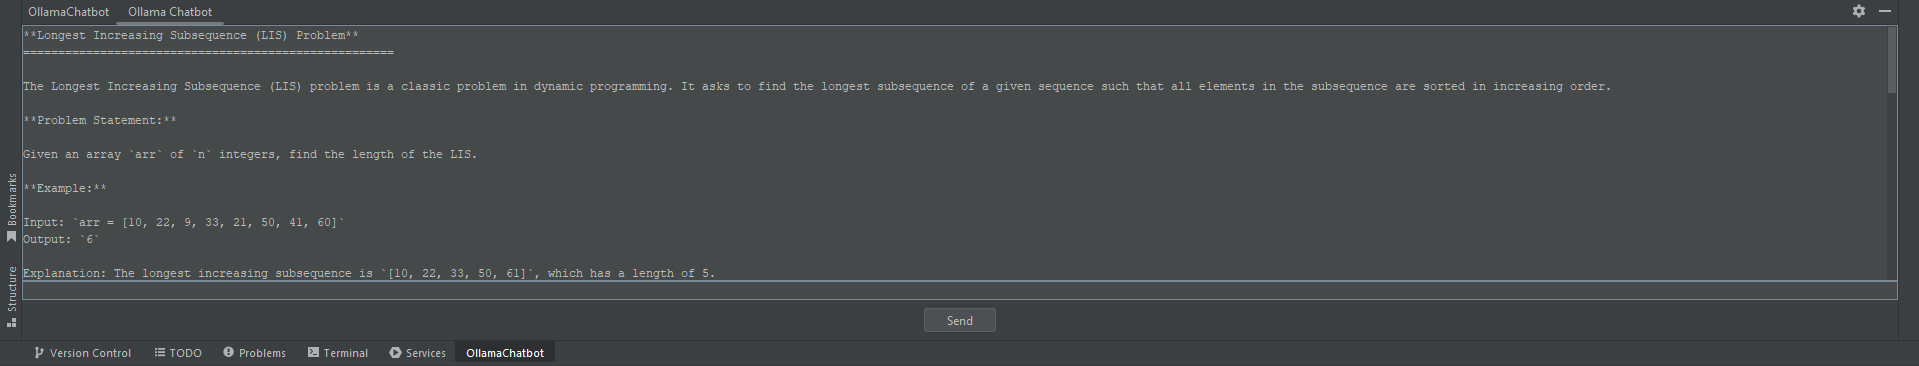 OllamaChatbot
Ollama Chatbot
**Longest Increasing Subsequence (LIS) Problem**
=====================================================
The Longest Increasing Subsequence (LIS) problem is a classic problem in dynamic programming. It asks to find the longest subsequence of a given sequence such that all elements in the subsequence are sorted in increasing order.
**Problem Statement:**
Given an array `arr` of `n` integers, find the length of the LIS.
**Example:**
Input: `arr = [10, 22, 9, 33, 21, 50, 41, 60]`
Output: `6`
Explanation: The longest increasing subsequence is `[10, 22, 33, 50, 61]`, which has a length of 5.
Send
Bookmarks
Structure
Version Control
TODO
Problems
Terminal
Services
OllamaChatbot